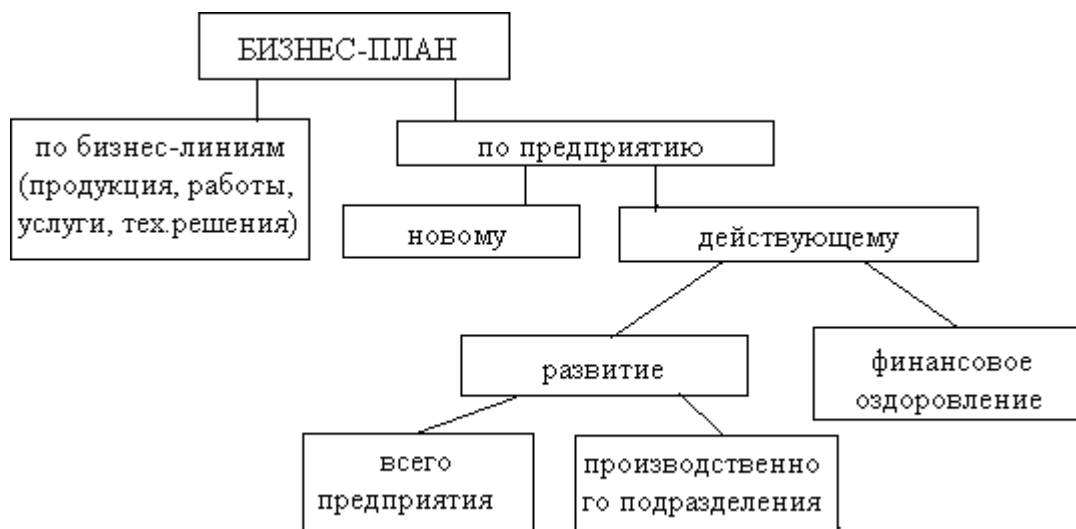 БИЗНЕС-ПЛАН
по бизнес-линиям
(продукция, работы,
услуги, тех.решения)
по предприятию
новому
действующему
развитие
финансовое
оздоровление
всего
предприятия
производственно
го подразделения